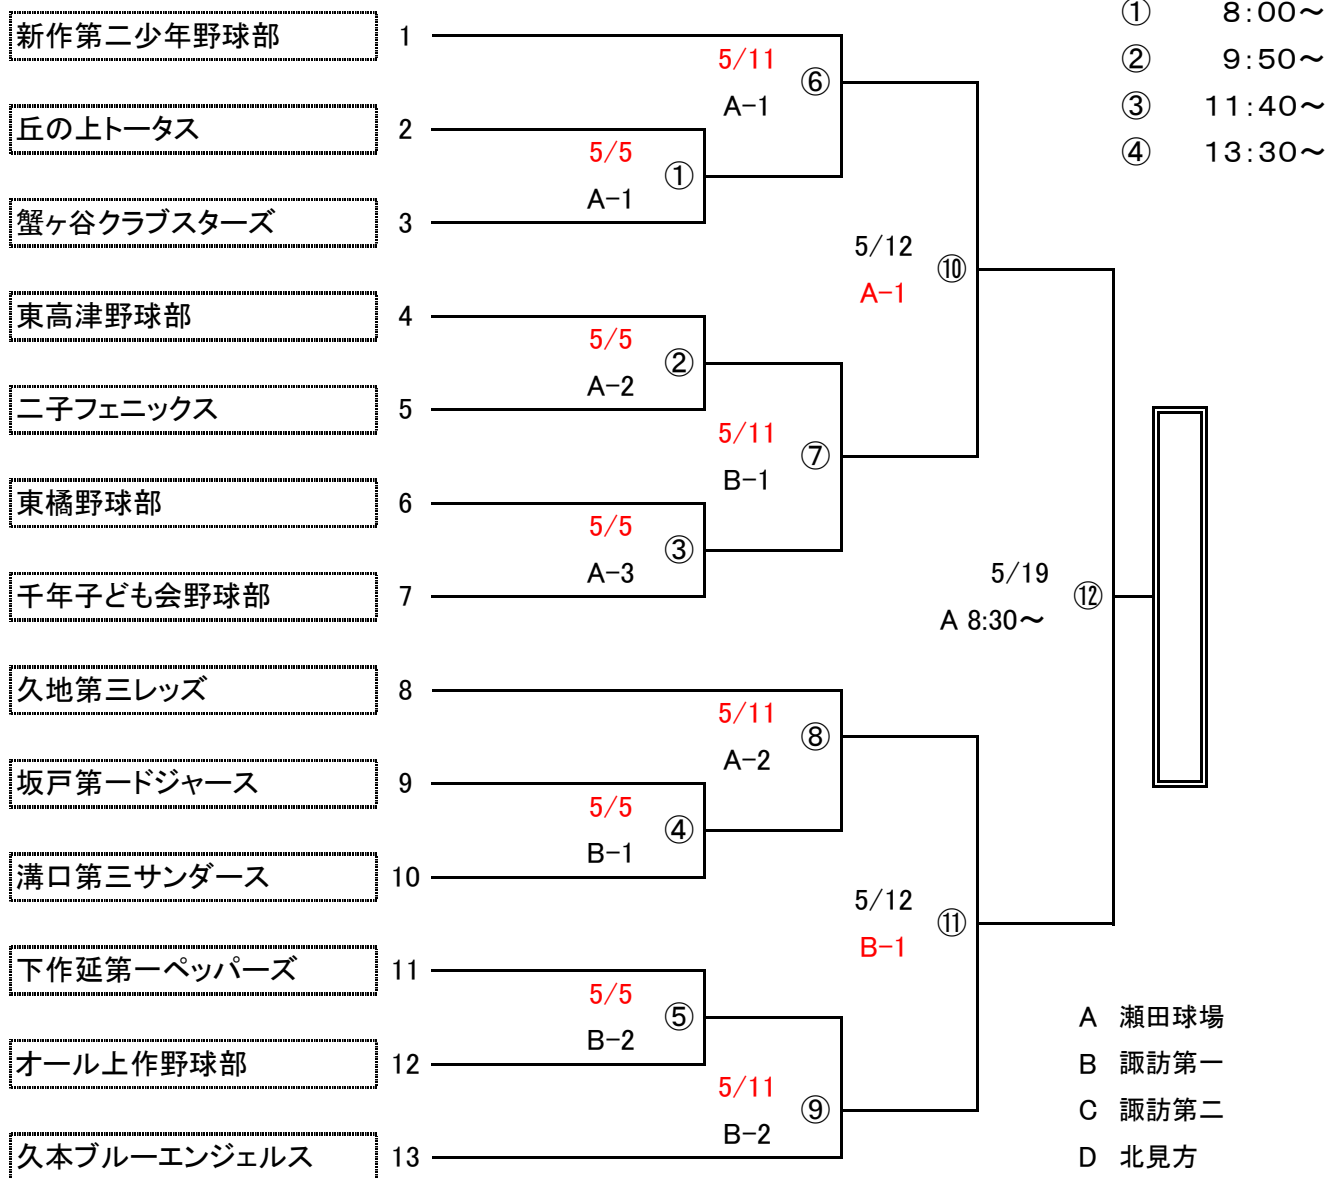 ① 8:00～
新作第二少年野球部 1
5/11 ⑥
② 9:50～
A-1
③ 11:40～
丘の上トータス 2
5/5 ①
④ 13:30～
A-1
蟹ヶ谷クラブスターズ 3
5/12 ⑩
A-1
東高津野球部 4
5/5 ②
A-2
二子フェニックス 5
5/11 ⑦
B-1
東橘野球部 6
5/5 ③
A-3
5/19 ⑫
千年子ども会野球部 7
A 8:30～
久地第三レッズ 8
5/11 ⑧
A-2
坂戸第一ドジャース 9
5/5 ④
B-1
溝口第三サンダース 10
5/12 ⑪
B-1
下作延第一ペッパーズ 11
5/5 ⑤
A 瀬田球場
B-2
オール上作野球部 12
B 諏訪第一
5/11 ⑨
C 諏訪第二
B-2
久本ブルーエンジェルス 13
D 北見方